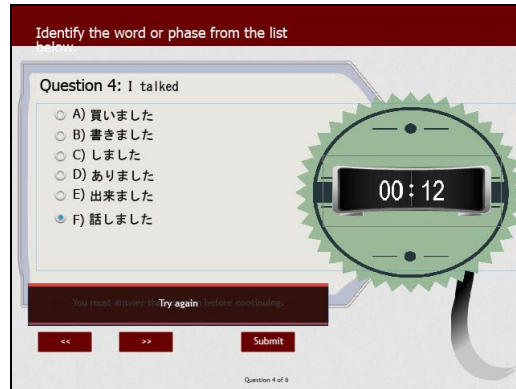 Identify the word or phase from the list
below.
Question 4: I talked
A) 買いました
B) 書きました
C) しました
D) ありました
E) 出来ました
F) 話しました
00:12
You must answer the before continuing.
Try again
<< >> Submit
Question 4 of 6